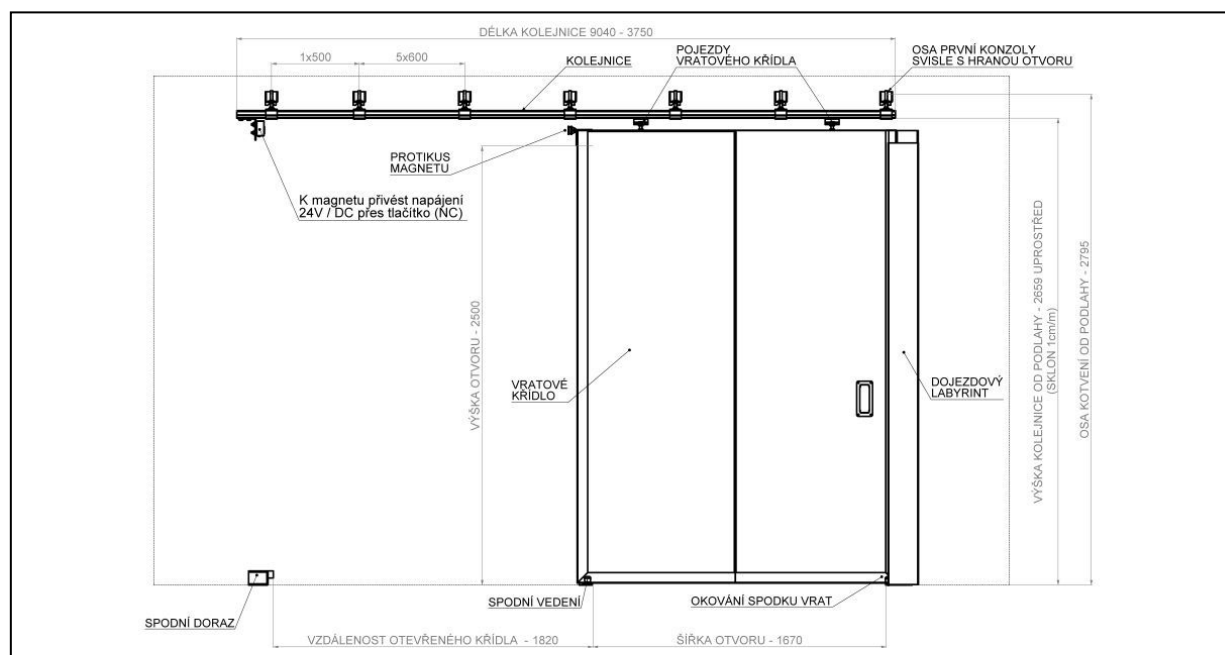 DÉLKA KOLEJNICE 9040 - 3750
1x500
5x600
KOLEJNICE
POJEZDY
VRATOVÉHO KŘÍDLA
OSA PRVNÍ KONZOLY
SVISLE S HRANOU OTVORU
PROTIKUS
MAGNETU
K magnetu přivést napájení
24V / DC přes tlačítko (NC)
VÝŠKA OTVORU - 2500
VRATOVÉ
KŘÍDLO
DOJEZDOVÝ
LABYRINT
VÝŠKA KOLEJNICE OD PODLAHY - 2659 UPROSTŘED
(SKLON 1cm/m)
OSA KOTVENÍ OD PODLAHY - 2795
SPODNÍ DORAZ
SPODNÍ VEDENÍ
OKOVÁNÍ SPODKU VRAT
VZDÁLENOST OTEVŘENÉHO KŘÍDLA - 1820
ŠÍŘKA OTVORU - 1670